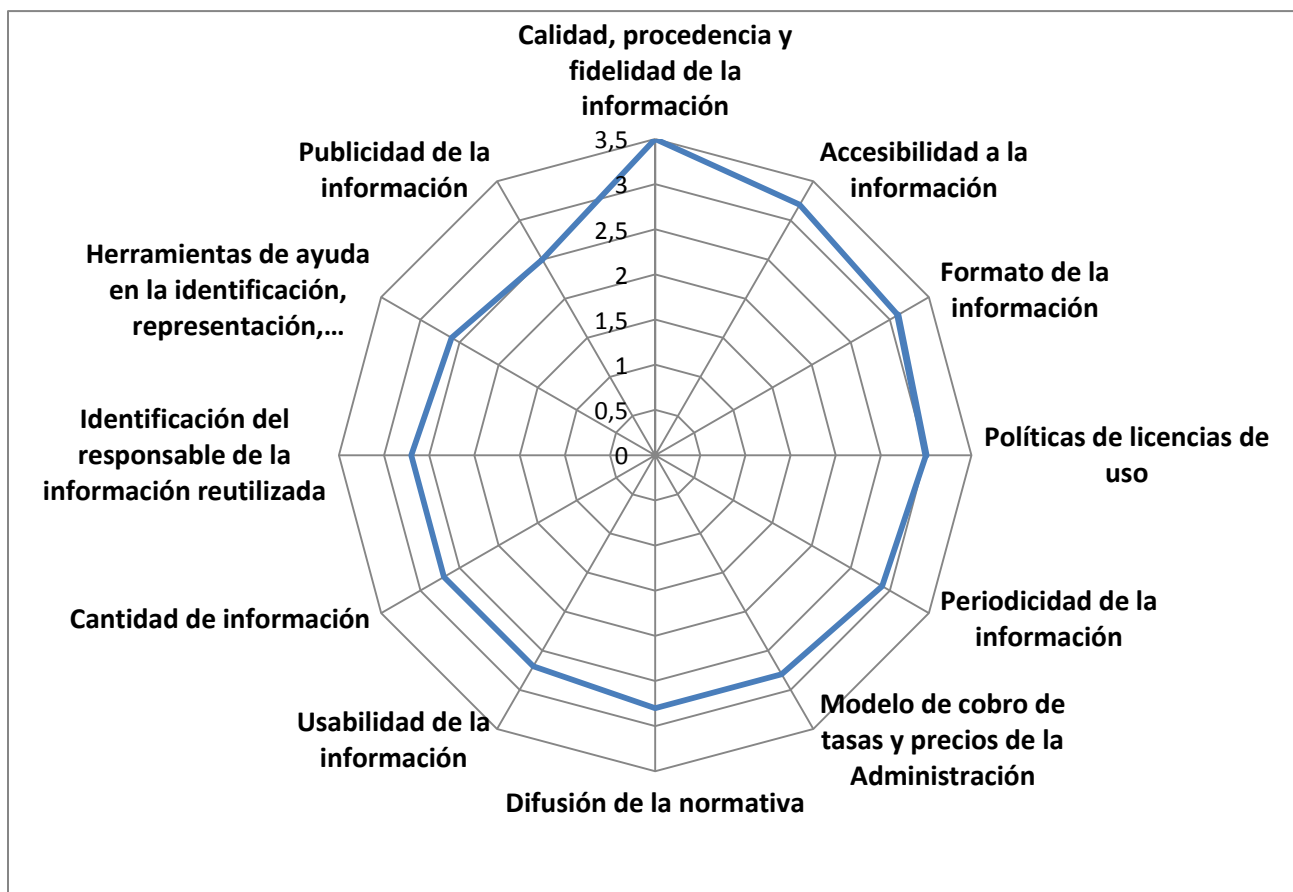 Calidad, procedencia y
fidelidad de la
información
Accesibilidad a la
información
Formato de la
información
Políticas de licencias de
uso
Periodicidad de la
información
Modelo de cobro de
tasas y precios de la
Administración
Difusión de la normativa
Usabilidad de la
información
Cantidad de información
Identificación del
responsable de la
información reutilizada
Herramientas de ayuda
en la identificación,
representación,…
Publicidad de la
información
3,5
3
2,5
2
1,5
1
0,5
0